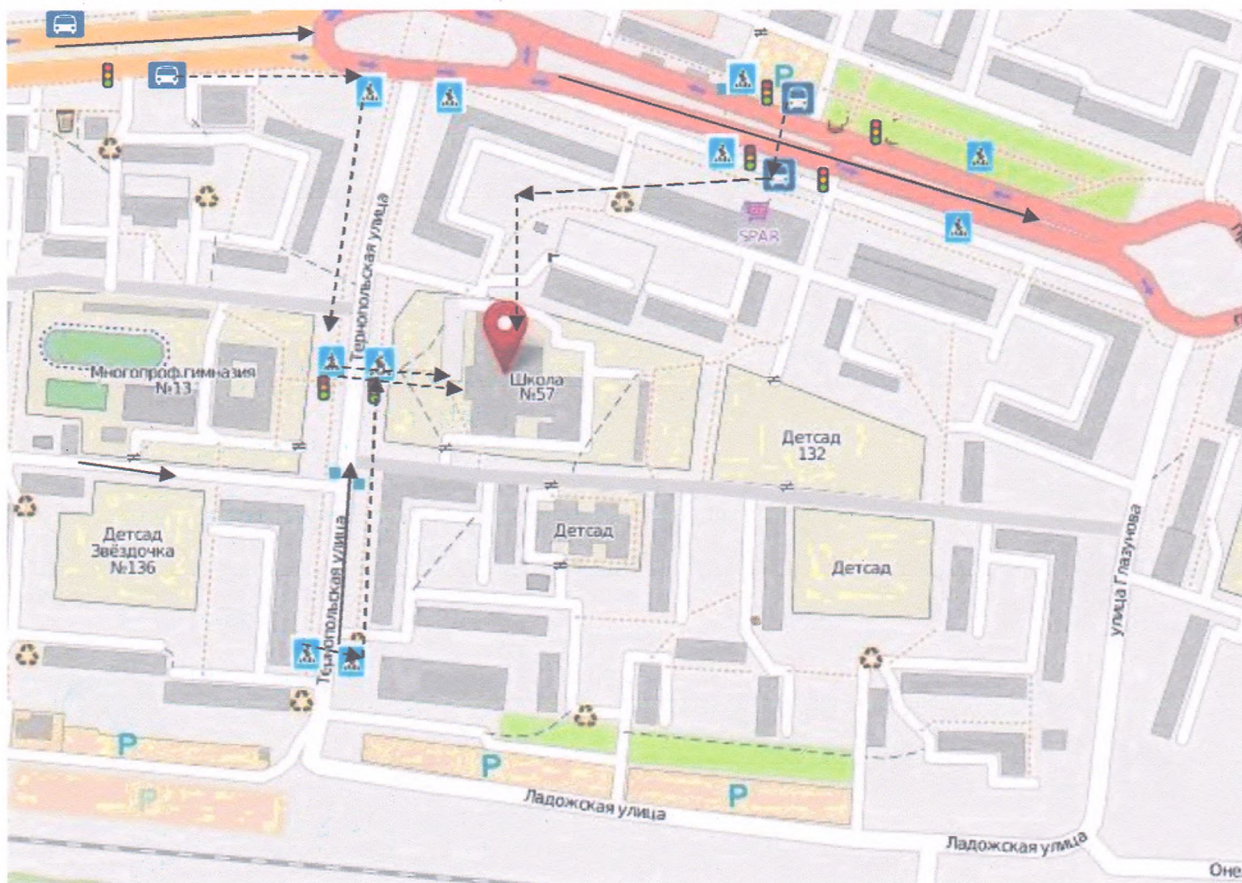 P
SPAR
Тернопольская улица
Многопроф.гимназия
№13
Школа
№57
Детсад
132
Детсад
Звёздочка
№136
Детсад
Детсад
улица Глазунова
Тернопольская улица
P
P
P
P
Ладожская улица
Ладожская улица
Оне